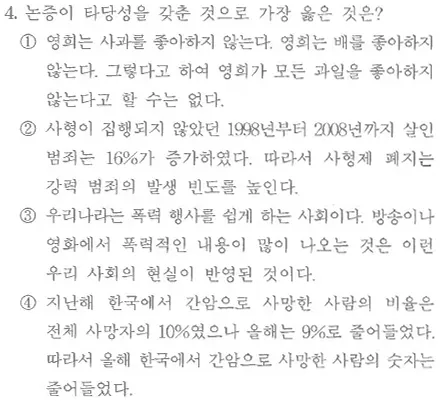 4. 논증이 타당성을 갖춘 것으로 가장 옳은 것은?
① 영희는 사과를 좋아하지 않는다. 영희는 배를 좋아하지
않는다. 그렇다고 하여 영희가 모든 과일을 좋아하지
않는다고 할 수는 없다.
② 사형이 집행되지 않았던 1998년부터 2008년까지 살인
범죄는 16%가 증가하였다. 따라서 사형제 폐지는
강력 범죄의 발생 빈도를 높인다.
③ 우리나라는 폭력 행사를 쉽게 하는 사회이다. 방송이나
영화에서 폭력적인 내용이 많이 나오는 것은 이런
우리 사회의 현실이 반영된 것이다.
④ 지난해 한국에서 간암으로 사망한 사람의 비율은
전체 사망자의 10%였으나 올해는 9%로 줄어들었다.
따라서 올해 한국에서 간암으로 사망한 사람의 숫자는
줄어들었다.